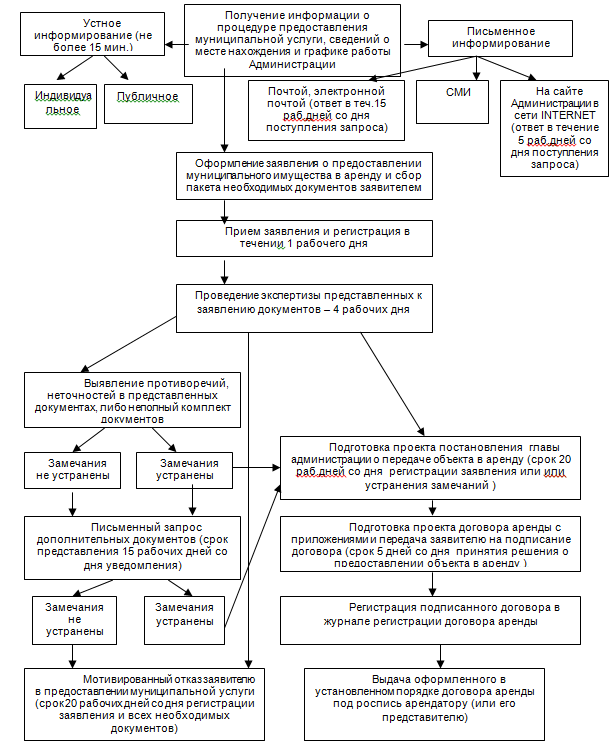 Устное
информирование (не
более 15 мин.)
Получение информации о
процедуре предоставления
муниципальной услуги, сведений о
месте нахождения и графике работы
Администрации
Письменное
информирование
Индивидуа
льное
Публичное
Почтой, электронной
почтой (ответ в теч.15
раб.дней со дня
поступления запроса)
СМИ
На сайте
Администрации в
сети INTERNET
(ответ в течение
5 раб.дней со
дня поступления
запроса)
Оформление заявления о предоставлении
муниципального имущества в аренду и сбор
пакета необходимых документов заявителем
Прием заявления и регистрация в
течении 1 рабочего дня
Проведение экспертизы представленных к
заявлению документов – 4 рабочих дня
Выявление противоречий,
неточностей в представленных
документах, либо неполный комплект
документов
Замечания
не устранены
Замечания
устранены
Подготовка проекта постановления главы
администрации о передаче объекта в аренду (срок 20
раб.дней со дня регистрации заявления или или
устранения замечаний )
Письменный запрос
дополнительных документов (срок
представления 15 рабочих дней со
дня уведомления)
Подготовка проекта договора аренды с
приложениями и передача заявителю на подписание
договора (срок 5 дней со дня принятия решения о
предоставлении объекта в аренду )
Замечания
не
устранены
Замечания
устранены
Регистрация подписанного договора в
журнале регистрации договора аренды
Мотивированный отказ заявителю
в предоставлении муниципальной услуги
(срок 20 рабочих дней со дня регистрации
заявления и всех необходимых
документов)
Выдача оформленного в
установленном порядке договора аренды
под роспись арендатору (или его
представителю)